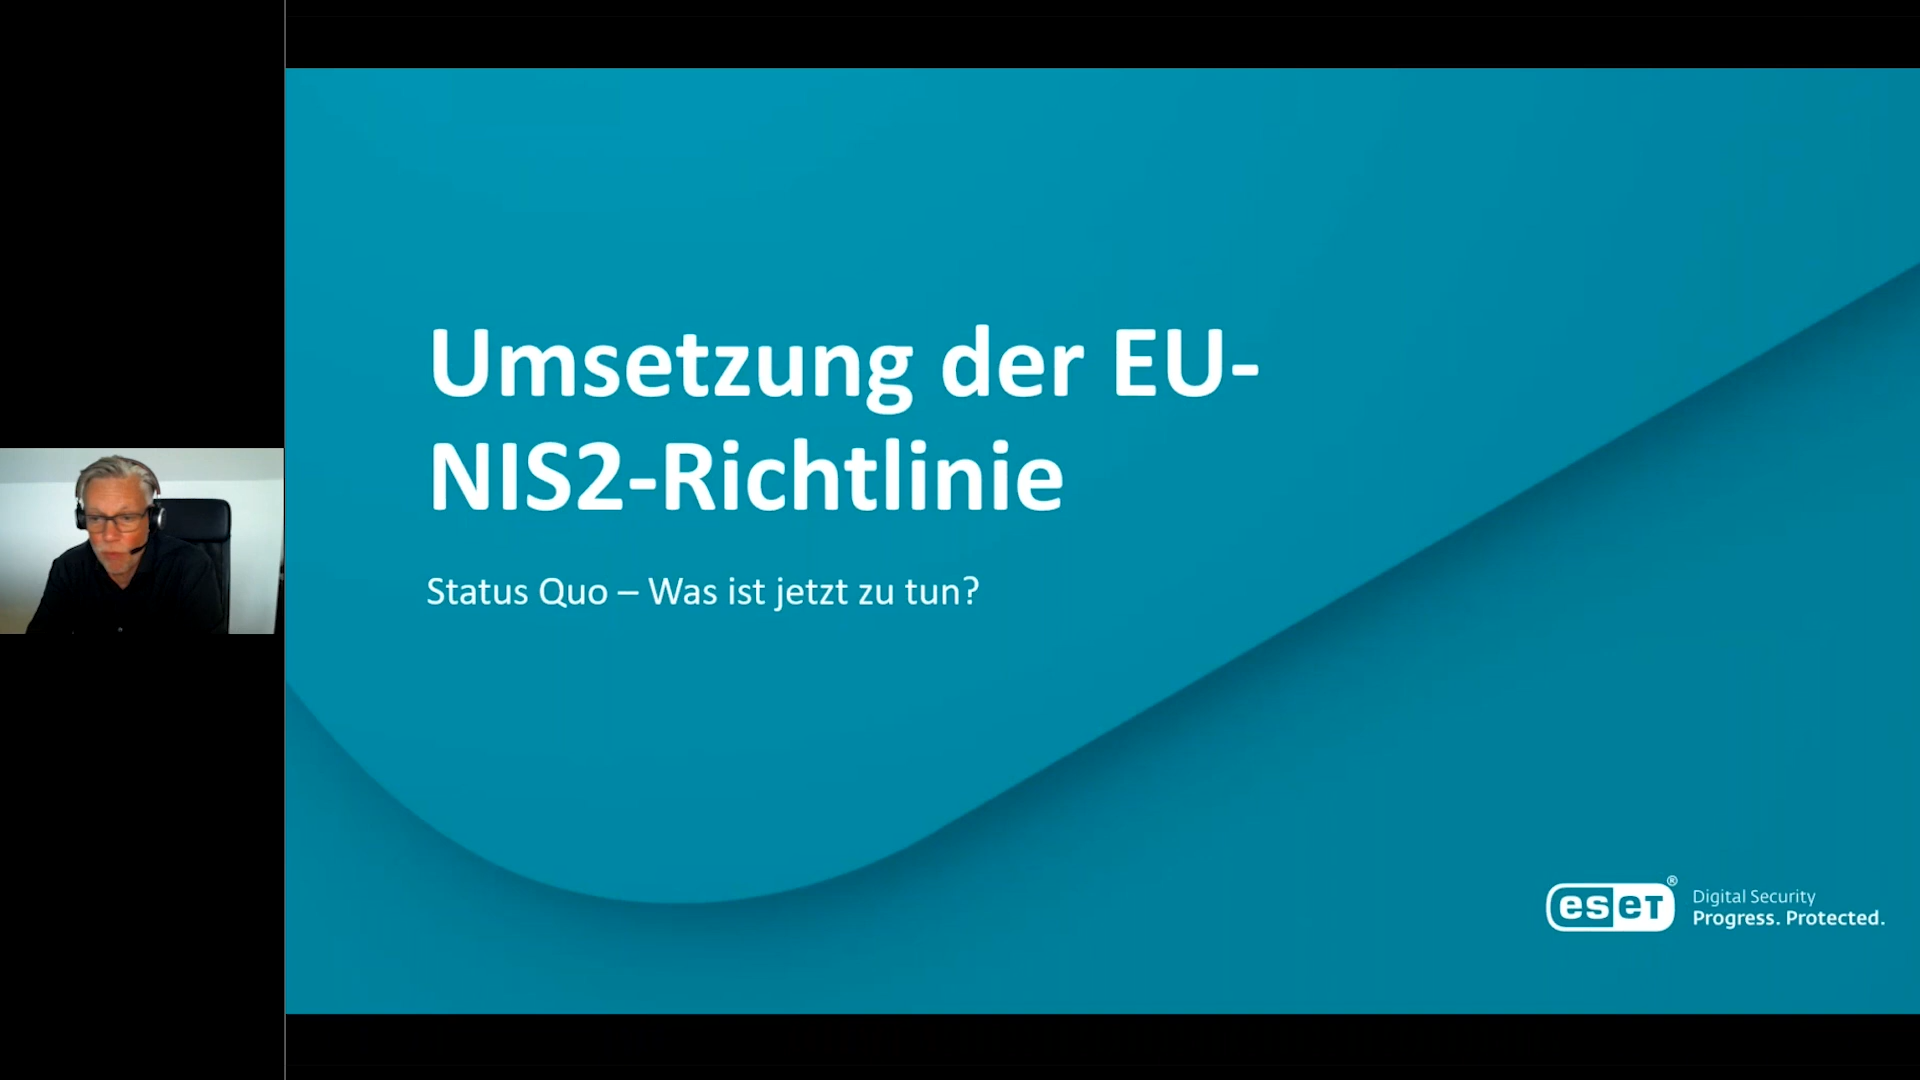 Umsetzung der EU-
NIS2-Richtlinie
Status Quo – Was ist jetzt zu tun?
eseT®
Digital Security
Progress. Protected.